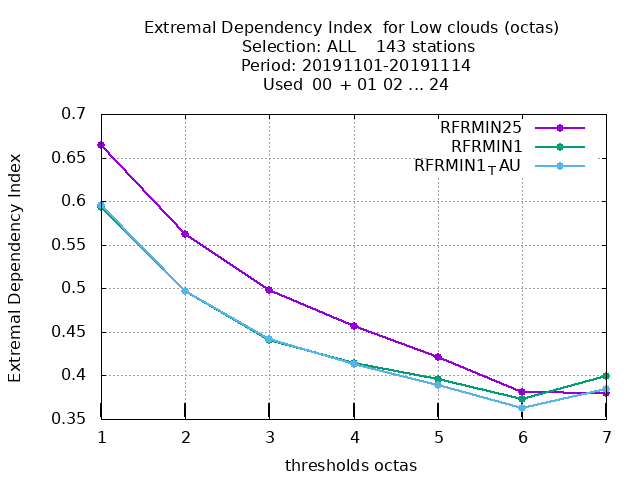 Extremal Dependency Index  for Low clouds (octas)
Selection: ALL    143 stations
Period: 20191101-20191114
Used  00 + 01 02 ... 24
Extremal Dependency Index
0.7
0.65
0.6
0.55
0.5
0.45
0.4
0.35
RFRMIN25
RFRMIN1
RFRMIN1TAU
1 2 3 4 5 6 7
thresholds octas